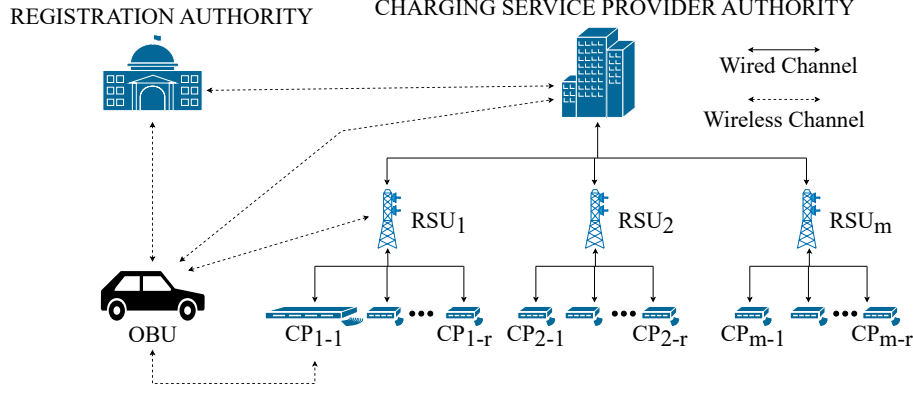 REGISTRATION AUTHORITY
CHARGING SERVICE PROVIDER AUTHORITY
Wired Channel
Wireless Channel
RSU1
RSU2
RSUm
OBU
CP1-1
CP1-r
CP2-1
CP2-r
CPm-1
CPm-r